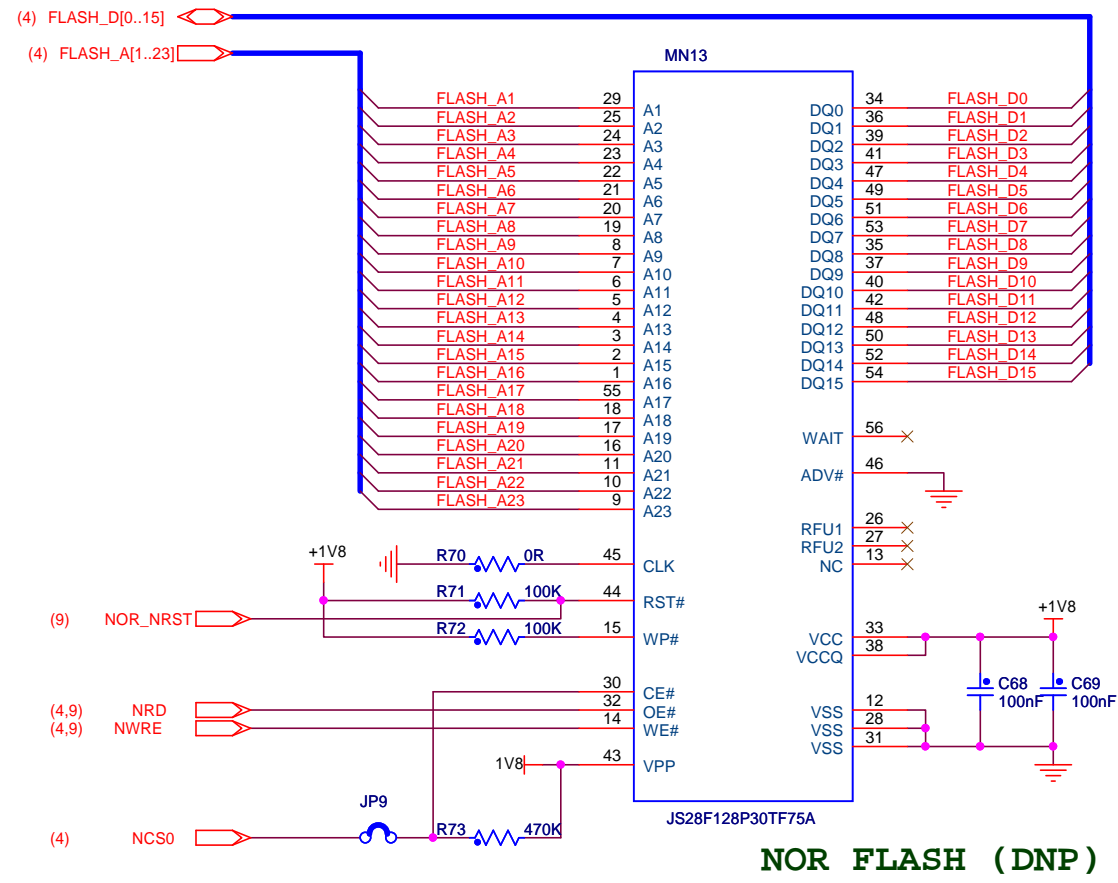 (4) FLASH_D[0..15]
(4) FLASH_A[1..23]
MN13
FLASH_A1 29 A1 DQ0 34 FLASH_D0
FLASH_A2 25 A2 DQ1 36 FLASH_D1
FLASH_A3 24 A3 DQ2 39 FLASH_D2
FLASH_A4 23 A4 DQ3 41 FLASH_D3
FLASH_A5 22 A5 DQ4 47 FLASH_D4
FLASH_A6 21 A6 DQ5 49 FLASH_D5
FLASH_A7 20 A7 DQ6 51 FLASH_D6
FLASH_A8 19 A8 DQ7 53 FLASH_D7
FLASH_A9 8 A9 DQ8 35 FLASH_D8
FLASH_A10 7 A10 DQ9 37 FLASH_D9
FLASH_A11 6 A11 DQ10 40 FLASH_D10
FLASH_A12 5 A12 DQ11 42 FLASH_D11
FLASH_A13 4 A13 DQ12 48 FLASH_D12
FLASH_A14 3 A14 DQ13 50 FLASH_D13
FLASH_A15 2 A15 DQ14 52 FLASH_D14
FLASH_A16 1 A16 DQ15 54 FLASH_D15
FLASH_A17 55 A17
FLASH_A18 18 A18
FLASH_A19 17 A19 WAIT 56
FLASH_A20 16 A20
FLASH_A21 11 A21 ADV# 46
FLASH_A22 10 A22
FLASH_A23 9 A23
RFU1 26
RFU2 27
+1V8 R70 0R 45 CLK NC 13
R71 100K 44 RST#
(9) NOR_NRST
+1V8
R72 100K 15 WP# VCC 33
VCCQ 38
30 CE# C68 100nF C69 100nF
(4,9) NRD 32 OE# VSS 12
(4,9) NWRE 14 WE# VSS 28
VSS 31
1V8 43 VPP
JP9
JS28F128P30TF75A
(4) NCS0 R73 470K
NOR FLASH (DNP)